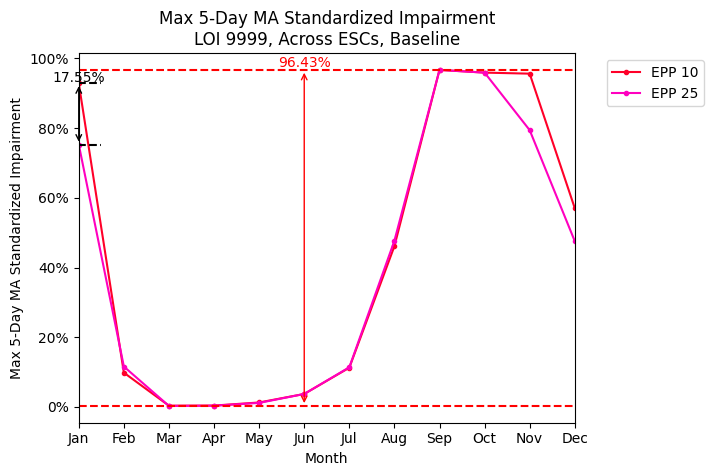 Max 5-Day MA Standardized Impairment
LOI 9999, Across ESCs, Baseline
Max 5-Day MA Standardized Impairment
100%
80%
60%
40%
20%
0%
17.55%
96.43%
EPP 10
EPP 25
Jan Feb Mar Apr May Jun Jul Aug Sep Oct Nov Dec
Month